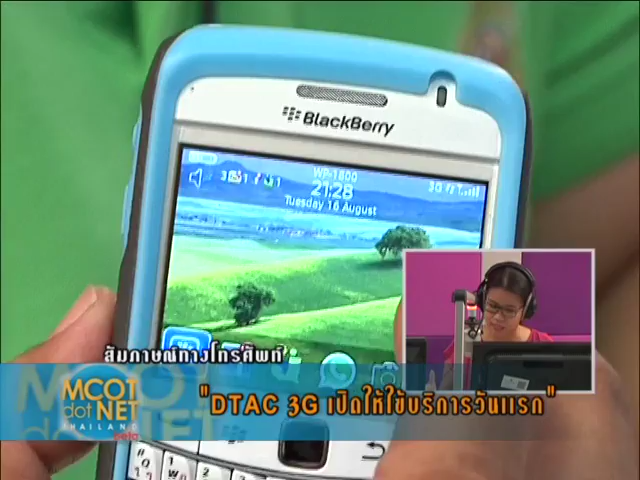 BlackBerry
WP-1800
21:28
Tuesday 16 August
3G
สัมภาษณ์ทางโทรศัพท์
MCOT
dot NET
THAILAND
beta
"DTAC 3G เปิดให้ใช้บริการวันแรก"